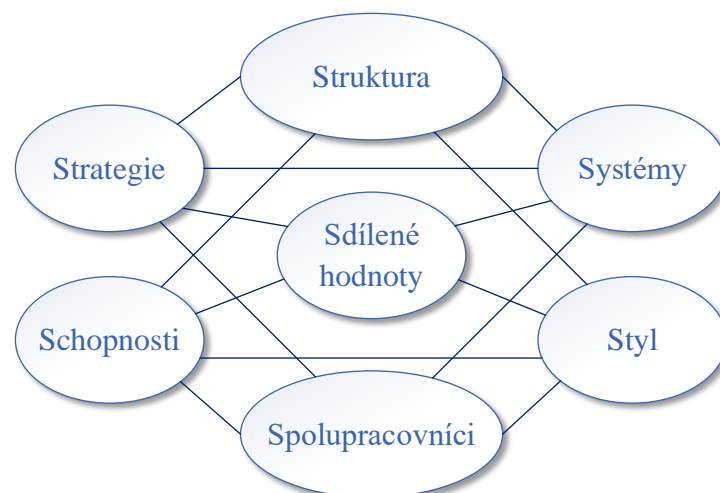 Struktura
Strategie
Systémy
Sdílené
hodnoty
Schopnosti
Styl
Spolupracovníci